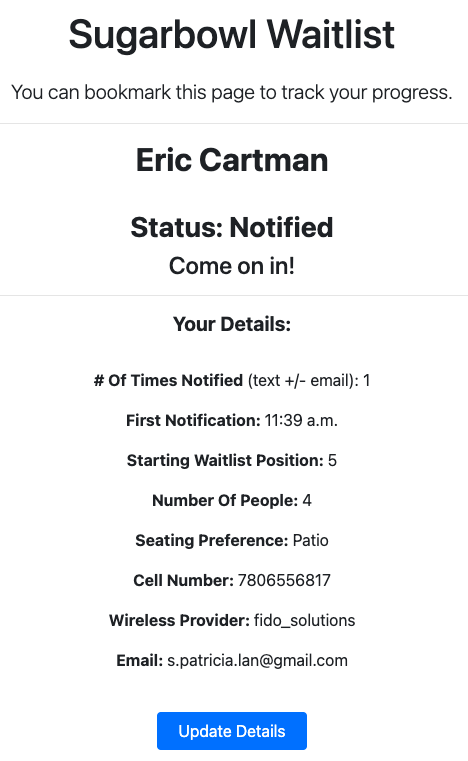 Sugarbowl Waitlist
You can bookmark this page to track your progress.
Eric Cartman
Status: Notified
Come on in!
Your Details:
# Of Times Notified (text +/- email): 1
First Notification: 11:39 a.m.
Starting Waitlist Position: 5
Number Of People: 4
Seating Preference: Patio
Cell Number: 7806556817
Wireless Provider: fido_solutions
Email: s.patricia.lan@gmail.com
Update Details